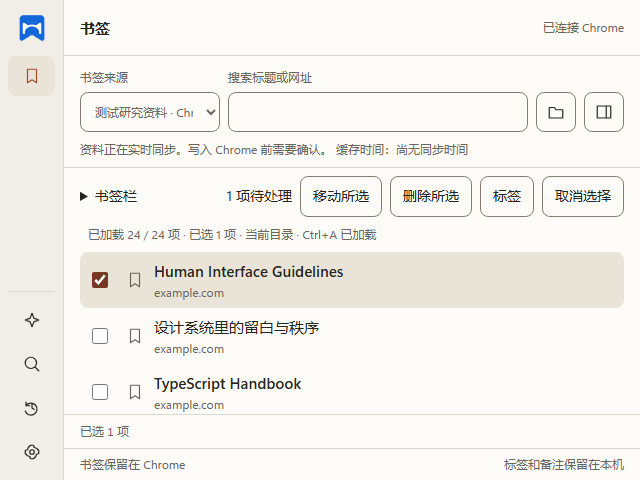 书签
已连接 Chrome
书签来源
搜索标题或网址
测试研究资料 · Chr
资料正在实时同步。写入 Chrome 前需要确认。 缓存时间：尚无同步时间
书签栏
1 项待处理
移动所选
删除所选
标签
取消选择
已加载 24 / 24 项 · 已选 1 项 · 当前目录 · Ctrl+A 已加载
Human Interface Guidelines
example.com
设计系统里的留白与秩序
example.com
TypeScript Handbook
example.com
已选 1 项
书签保留在 Chrome
标签和备注保留在本机